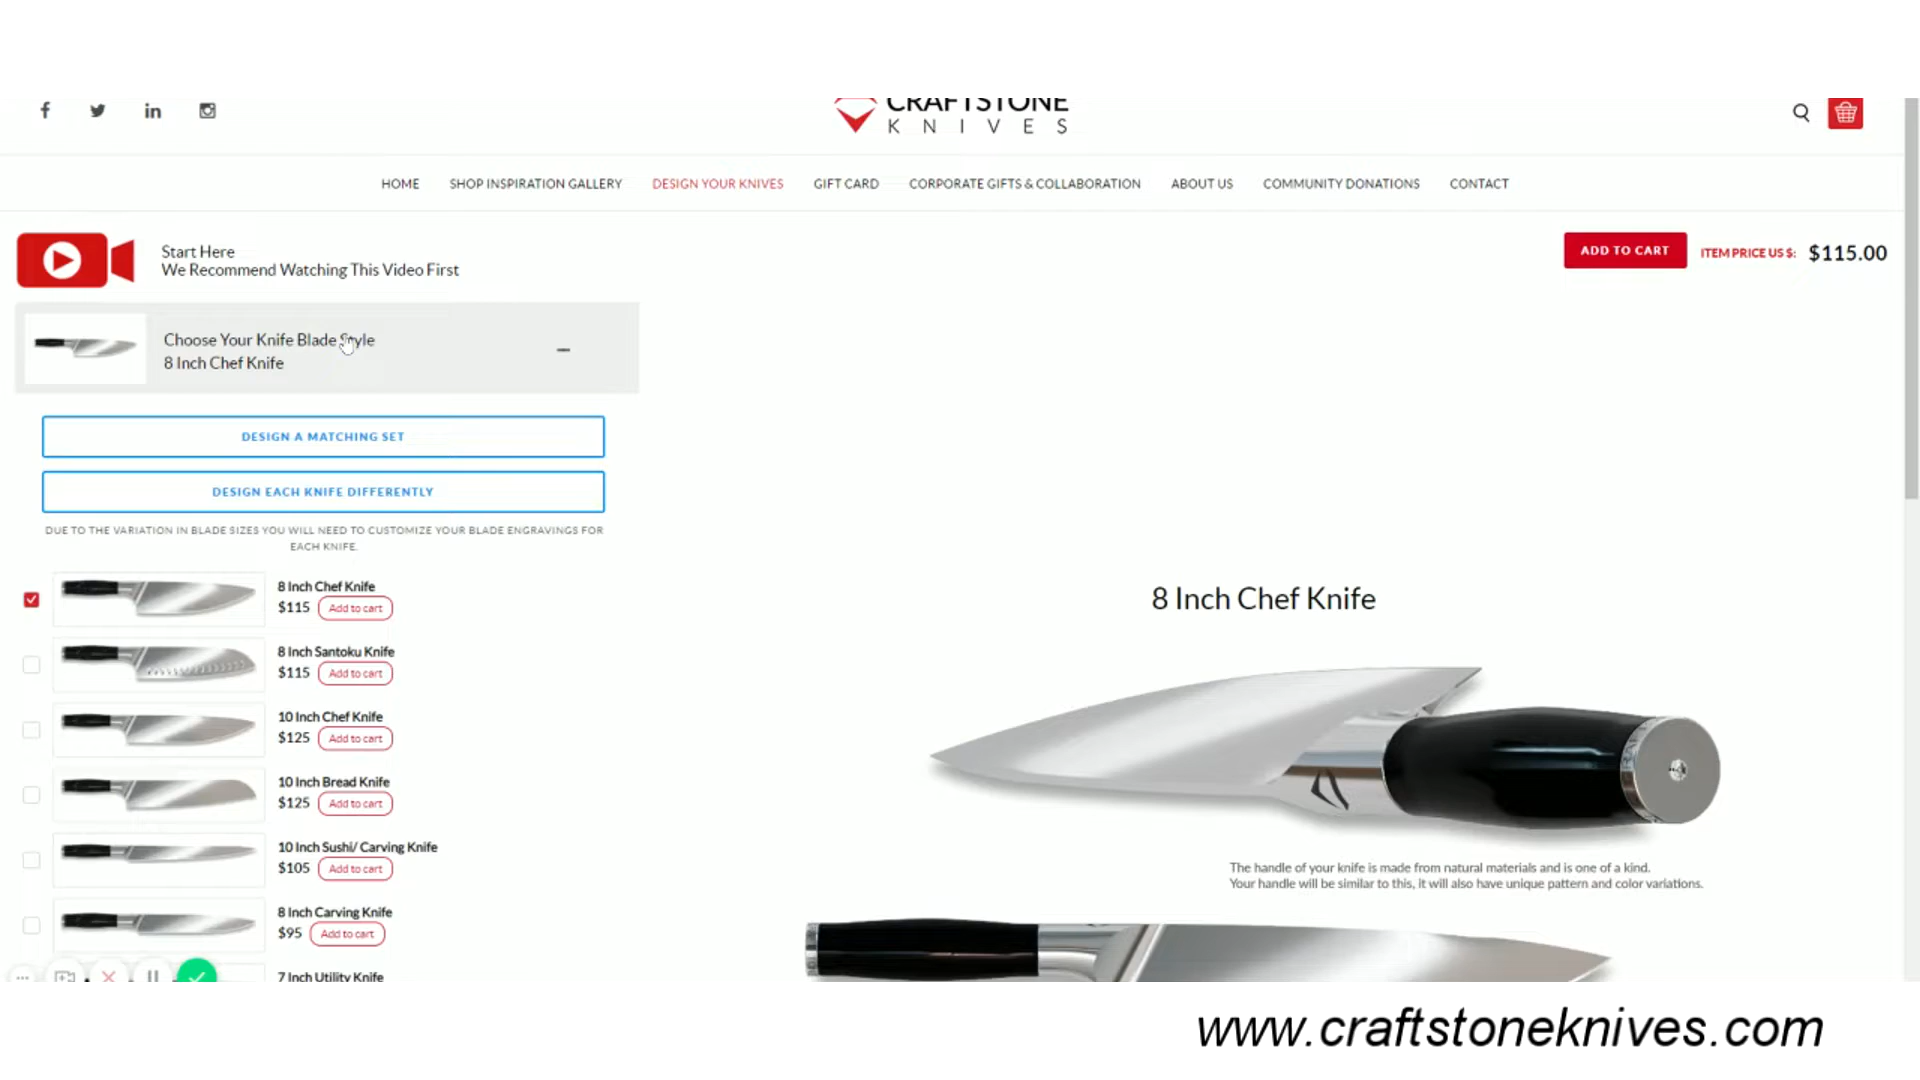 CRAFTSTONE
KNIVES
HOME SHOP INSPIRATION GALLERY DESIGN YOUR KNIVES GIFT CARD CORPORATE GIFTS & COLLABORATION ABOUT US COMMUNITY DONATIONS CONTACT
Start Here
We Recommend Watching This Video First
ADD TO CART ITEM PRICE US $: $115.00
Choose Your Knife Blade Style
8 Inch Chef Knife
DESIGN A MATCHING SET
DESIGN EACH KNIFE DIFFERENTLY
DUE TO THE VARIATION IN BLADE SIZES YOU WILL NEED TO CUSTOMIZE YOUR BLADE ENGRAVINGS FOR
EACH KNIFE.
8 Inch Chef Knife
$115 Add to cart
8 Inch Santoku Knife
$115 Add to cart
10 Inch Chef Knife
$125 Add to cart
10 Inch Bread Knife
$125 Add to cart
10 Inch Sushi/ Carving Knife
$105 Add to cart
8 Inch Carving Knife
$95 Add to cart
7 Inch Utility Knife
8 Inch Chef Knife
The handle of your knife is made from natural materials and is one of a kind.
Your handle will be similar to this, it will also have unique pattern and color variations.
www.craftstoneknives.com